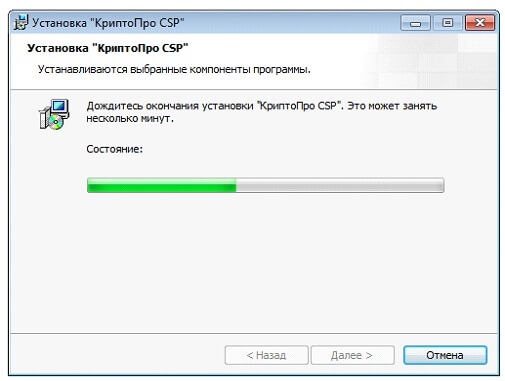 Установка "КриптоПро CSP"
Установка "КриптоПро CSP"
Устанавливаются выбранные компоненты программы.
Дождитесь окончания установки "КриптоПро CSP". Это может занять
несколько минут.
Состояние:
< Назад Далее > Отмена